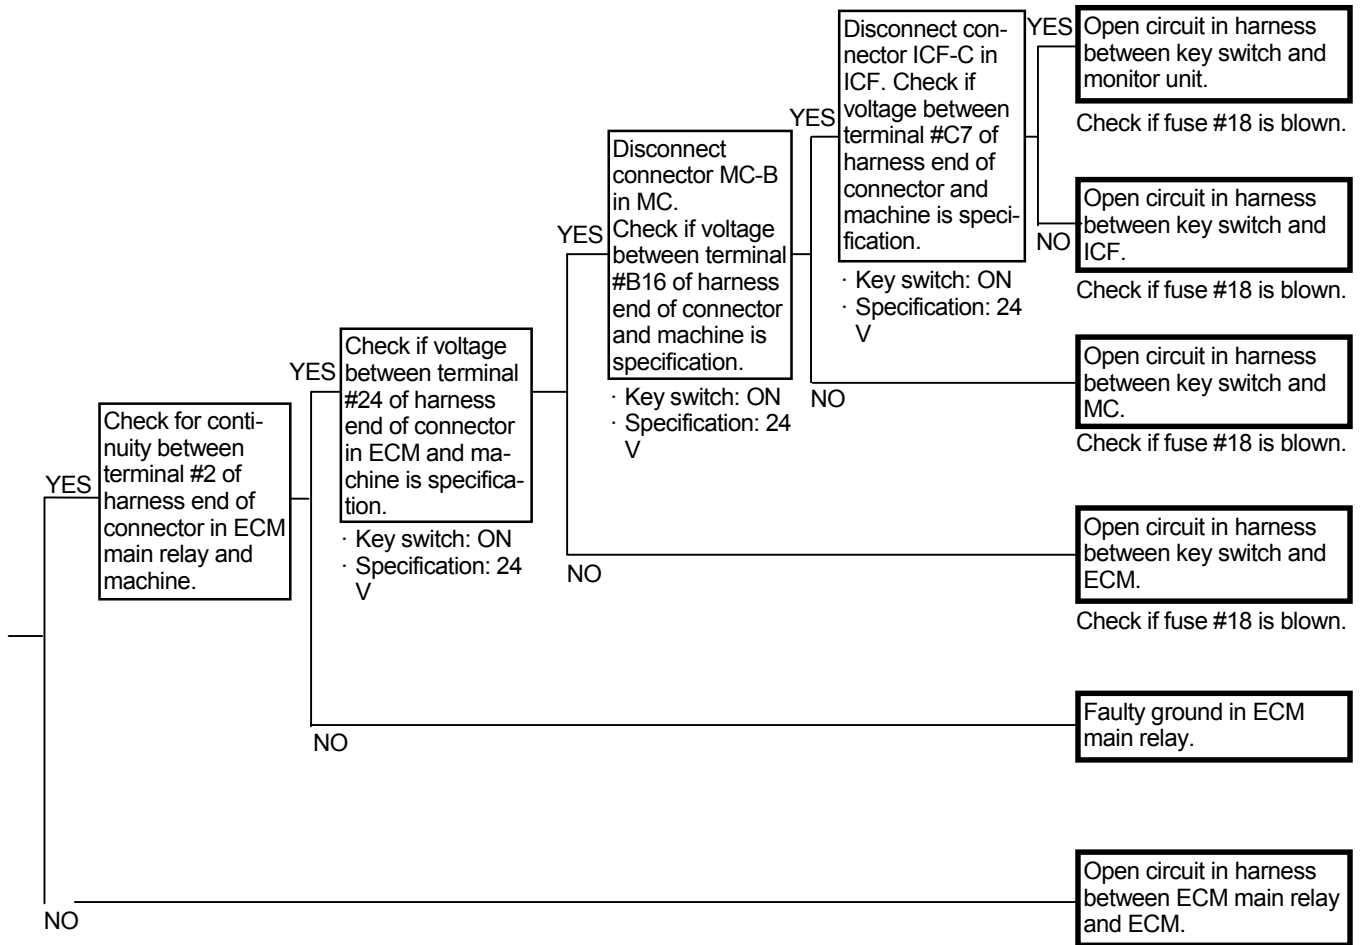 YES
Check for conti-
nuity between
terminal #2 of
harness end of
connector in ECM
main relay and
machine.
YES
Check if voltage
between terminal
#24 of harness
end of connector
in ECM and ma-
chine is specifica-
tion.
· Key switch: ON
· Specification: 24
V
YES
Disconnect
connector MC-B
in MC.
Check if voltage
between terminal
#B16 of harness
end of connector
and machine is
specification.
· Key switch: ON
· Specification: 24
V
YES
Disconnect con-
nector ICF-C in
ICF. Check if
voltage between
terminal #C7 of
harness end of
connector and
machine is speci-
fication.
· Key switch: ON
· Specification: 24
V
YES
Open circuit in harness
between key switch and
monitor unit.
Check if fuse #18 is blown.
NO
Open circuit in harness
between key switch and
ICF.
Check if fuse #18 is blown.
NO
Open circuit in harness
between key switch and
MC.
Check if fuse #18 is blown.
NO
Open circuit in harness
between key switch and
ECM.
Check if fuse #18 is blown.
NO
Faulty ground in ECM
main relay.
NO
Open circuit in harness
between ECM main relay
and ECM.